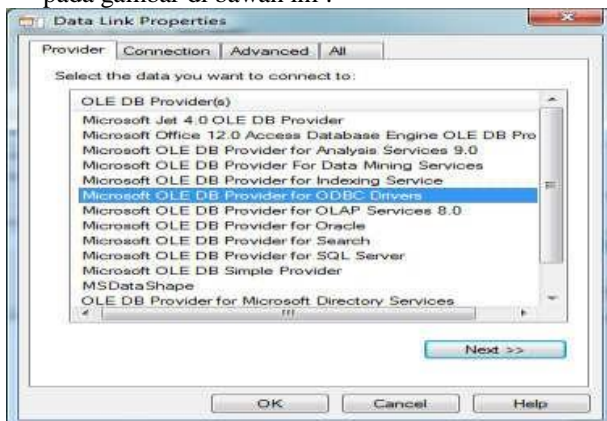 pada gambar di bawah ini :
Data Link Properties
Provider Connection Advanced All
Select the data you want to connect to:
OLE DB Provider(s)
Microsoft Jet 4.0 OLE DB Provider
Microsoft Office 12.0 Access Database Engine OLE DB Pro
Microsoft OLE DB Provider for Analysis Services 9.0
Microsoft OLE DB Provider For Data Mining Services
Microsoft OLE DB Provider for Indexing Service
Microsoft OLE DB Provider for ODBC Drivers
Microsoft OLE DB Provider for OLAP Services 8.0
Microsoft OLE DB Provider for Oracle
Microsoft OLE DB Provider for Search
Microsoft OLE DB Provider for SQL Server
Microsoft OLE DB Simple Provider
MSDataShape
OLE DB Provider for Microsoft Directory Services
Next >>
OK Cancel Help